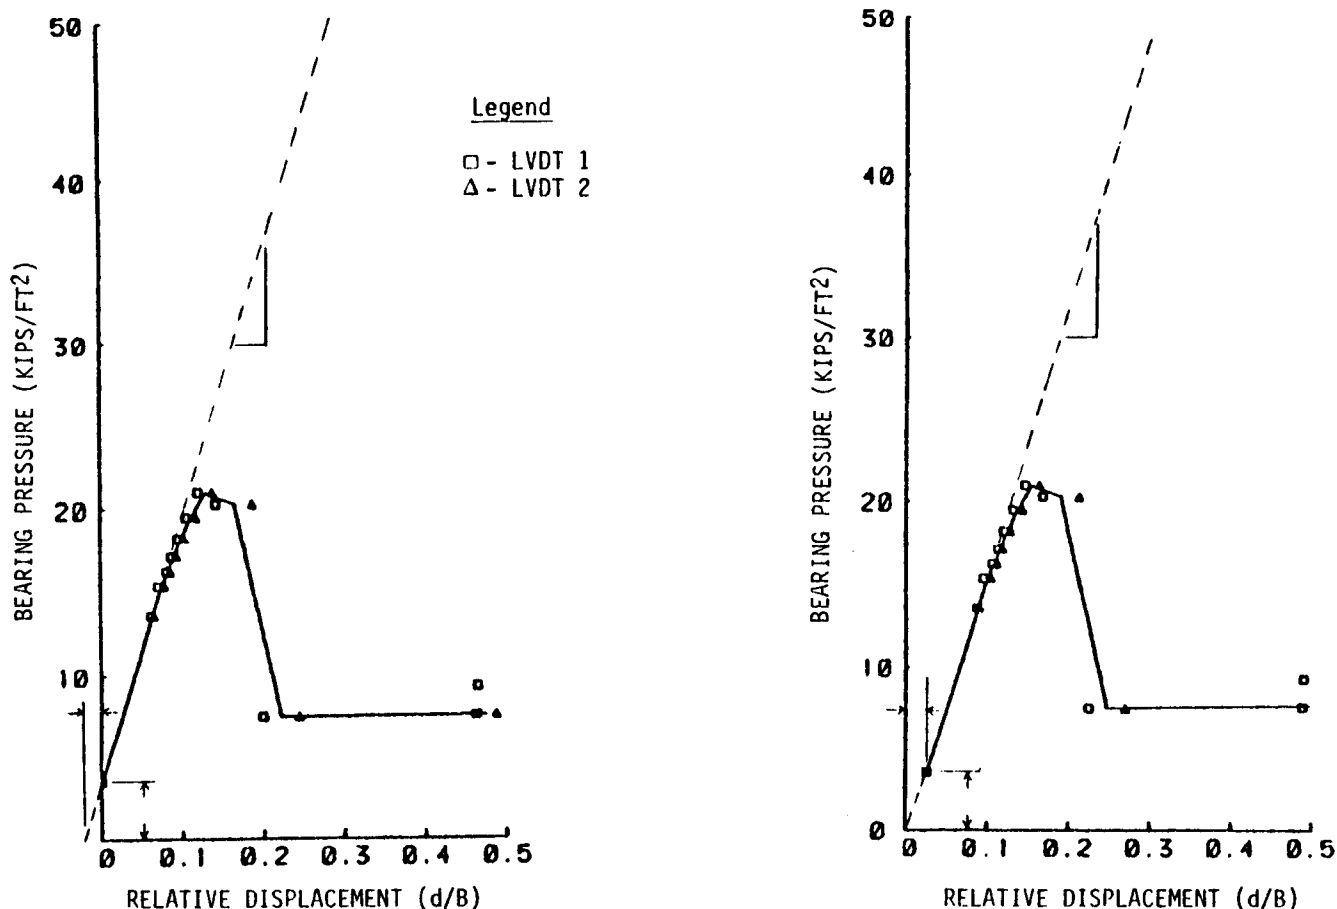 50
40
30
20
10
BEARING PRESSURE (KIPS/FT2)
Legend
□ - LVDT 1
Δ - LVDT 2
0 0.1 0.2 0.3 0.4 0.5
RELATIVE DISPLACEMENT (d/B)
50
40
30
20
10
0
BEARING PRESSURE (KIPS/FT2)
0 0.1 0.2 0.3 0.4 0.5
RELATIVE DISPLACEMENT (d/B)